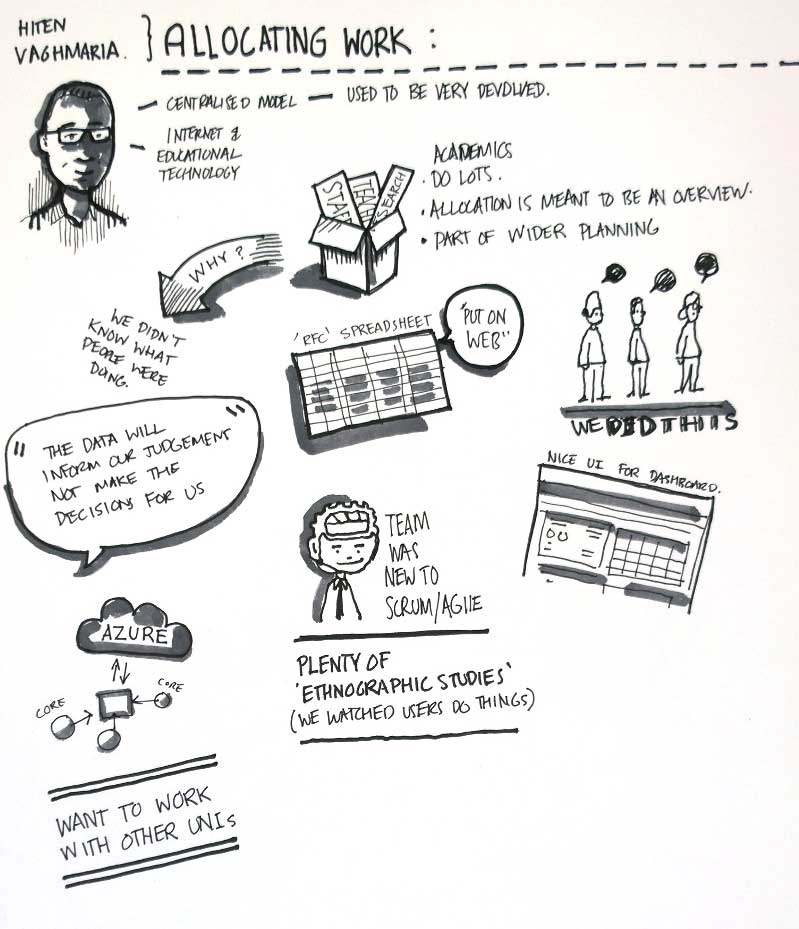 HITEN
VAGHMARIA.
ALLOCATING WORK :
— CENTRALISED MODEL — USED TO BE VERY DEVOLVED.
— INTERNET &
EDUCATIONAL
TECHNOLOGY
STAFF
TEACH
SEARCH
ACADEMICS
• DO LOTS.
• ALLOCATION IS MEANT TO BE AN OVERVIEW.
• PART OF WIDER PLANNING
WHY?
WE DIDN'T
KNOW WHAT
PEOPLE WERE
DOING.
'RFC' SPREADSHEET
"PUT ON
WEB"
WE DID THIS
"THE DATA WILL
INFORM OUR JUDGEMENT
NOT MAKE THE
DECISIONS FOR US"
NICE UI FOR DASHBOARD.
TEAM
WAS
NEW TO
SCRUM/AGILE
AZURE
CORE
CORE
PLENTY OF
'ETHNOGRAPHIC STUDIES'
(WE WATCHED USERS DO THINGS)
WANT TO WORK
WITH OTHER UNIs